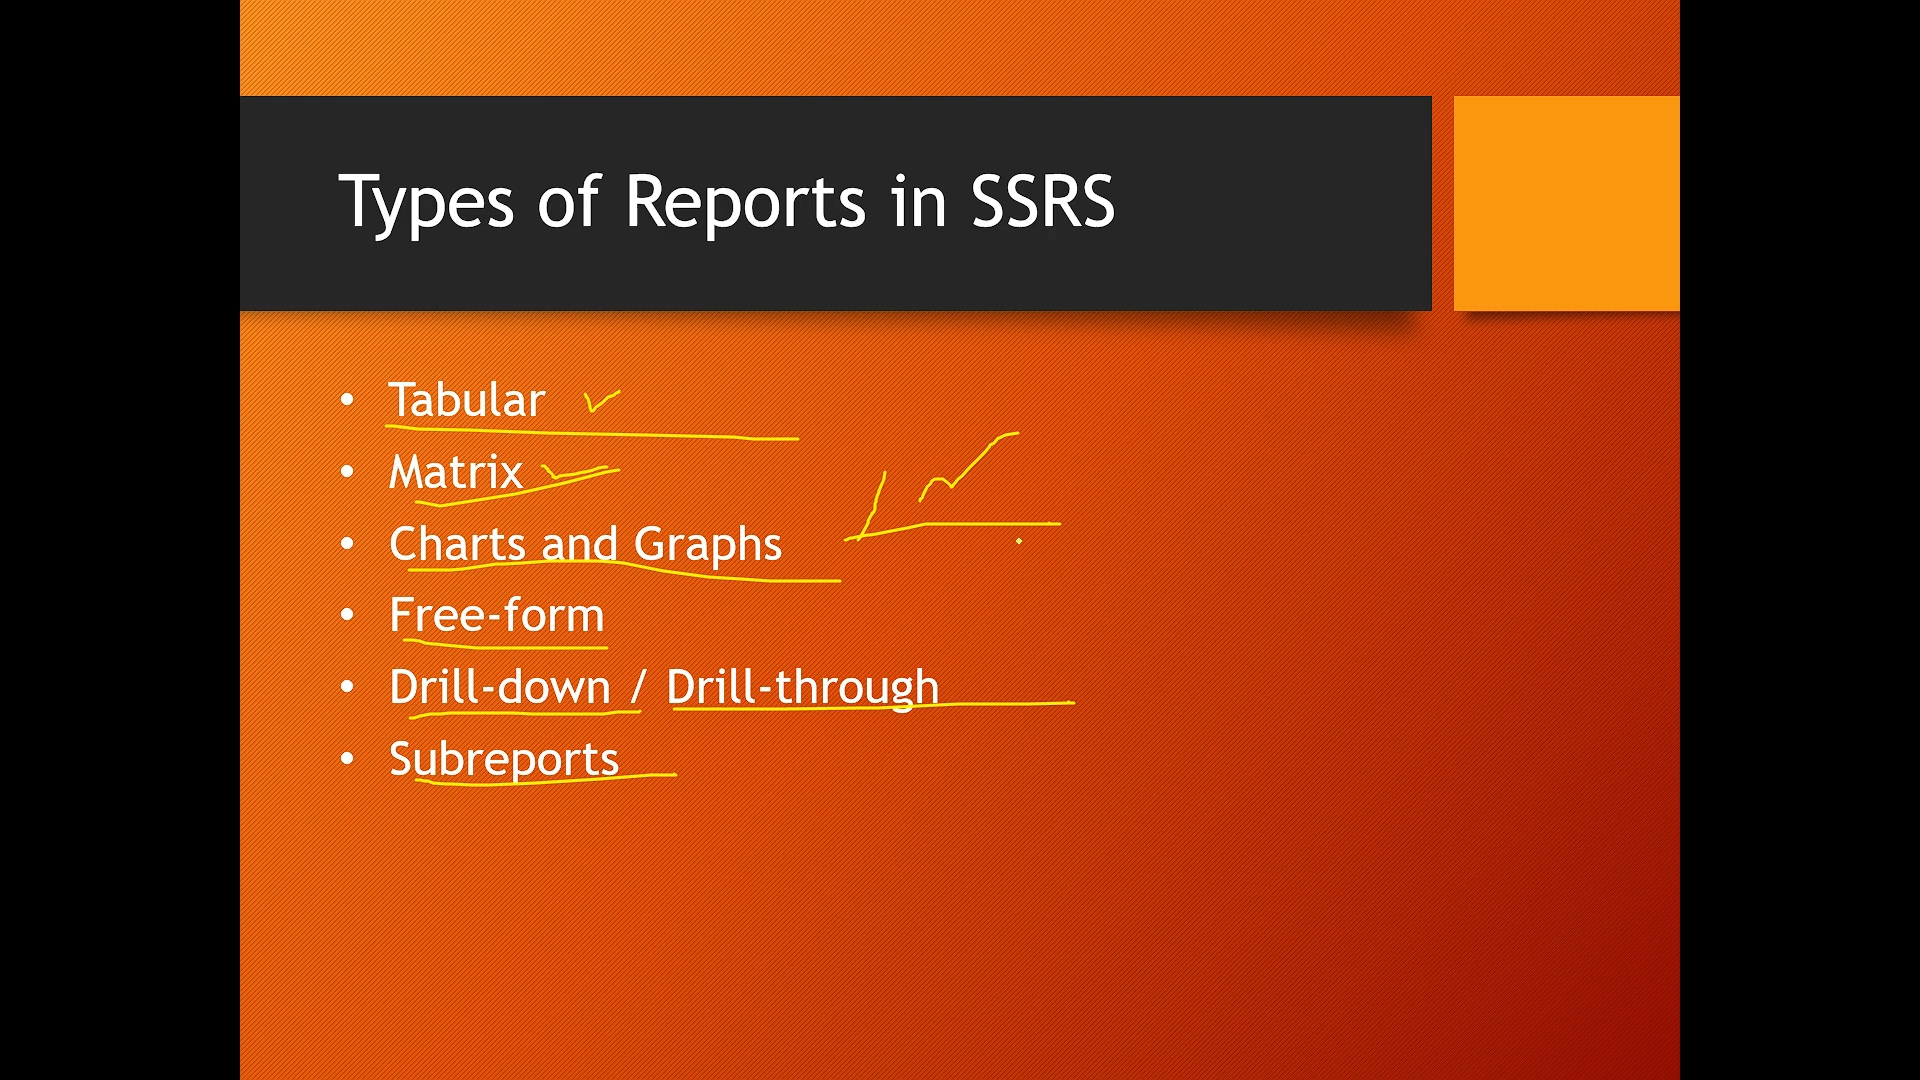 Types of Reports in SSRS
• Tabular
• Matrix
• Charts and Graphs
• Free-form
• Drill-down / Drill-through
• Subreports